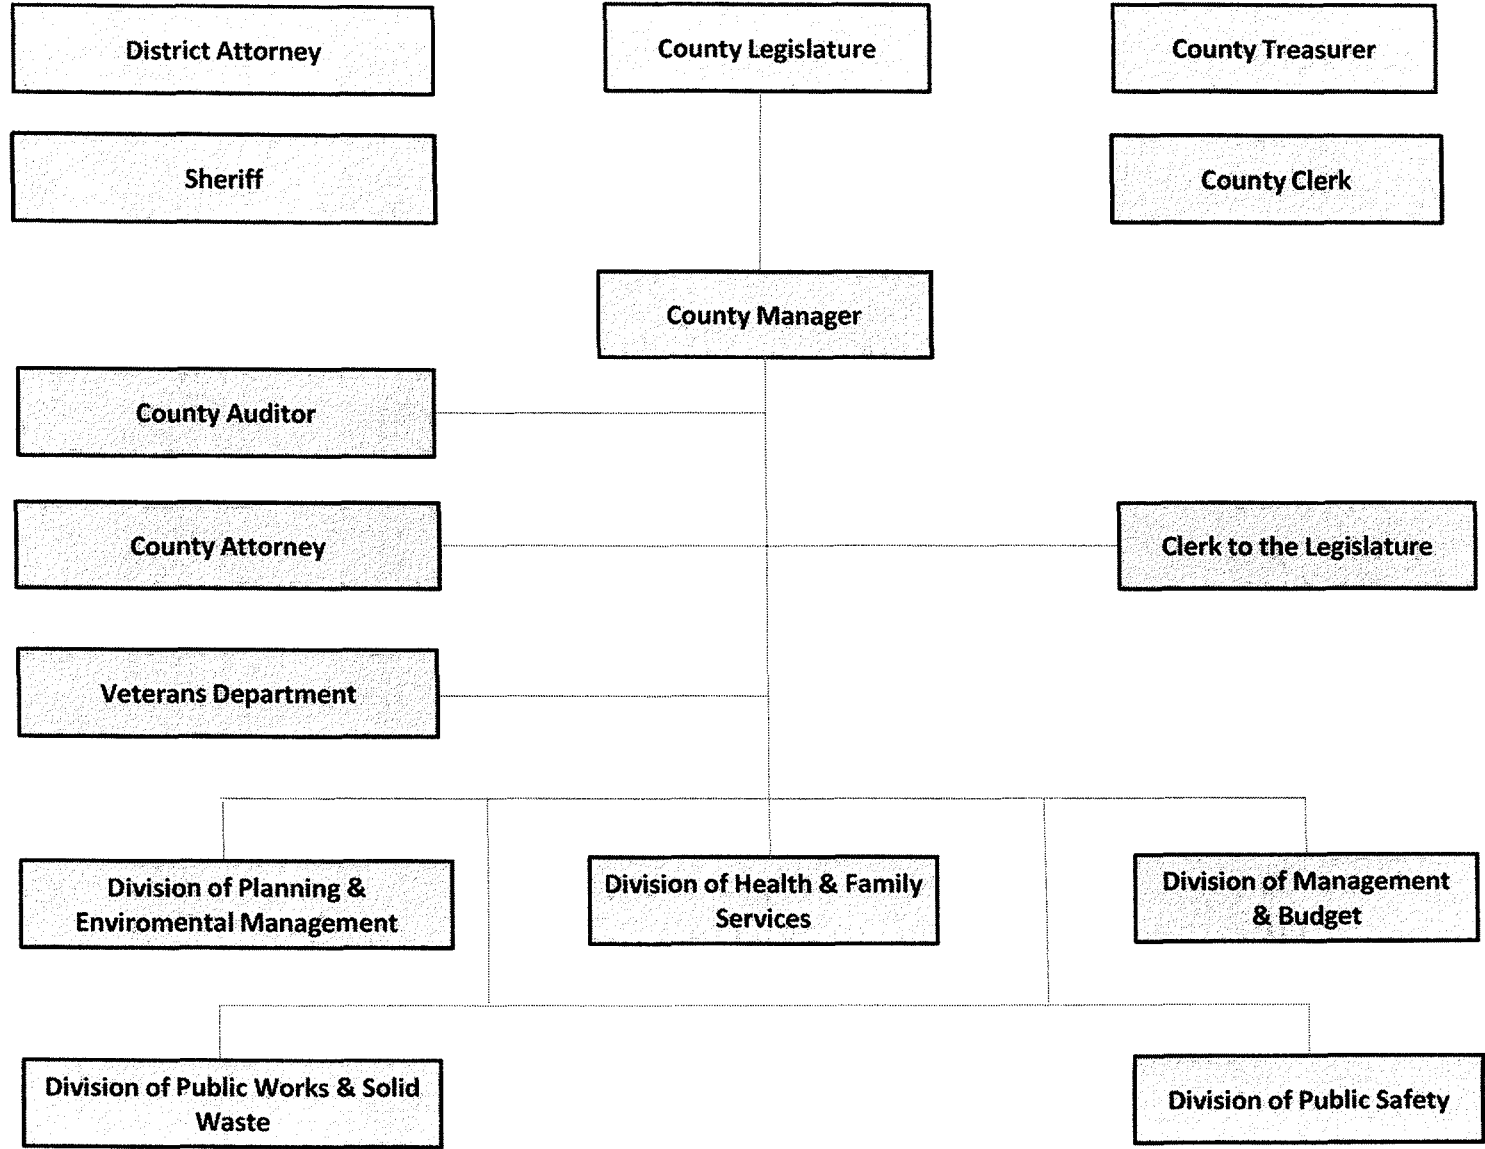 District Attorney
County Legislature
County Treasurer
Sheriff
County Clerk
County Manager
County Auditor
County Attorney
Clerk to the Legislature
Veterans Department
Division of Planning &
Enviromental Management
Division of Health & Family
Services
Division of Management
& Budget
Division of Public Works & Solid
Waste
Division of Public Safety